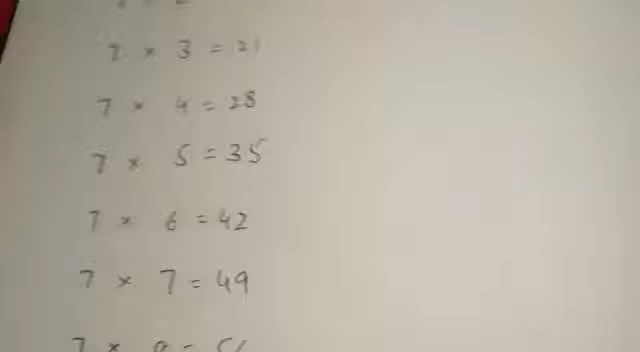 7 × 3 = 21
7 × 4 = 28
7 × 5 = 35
7 × 6 = 42
7 × 7 = 49